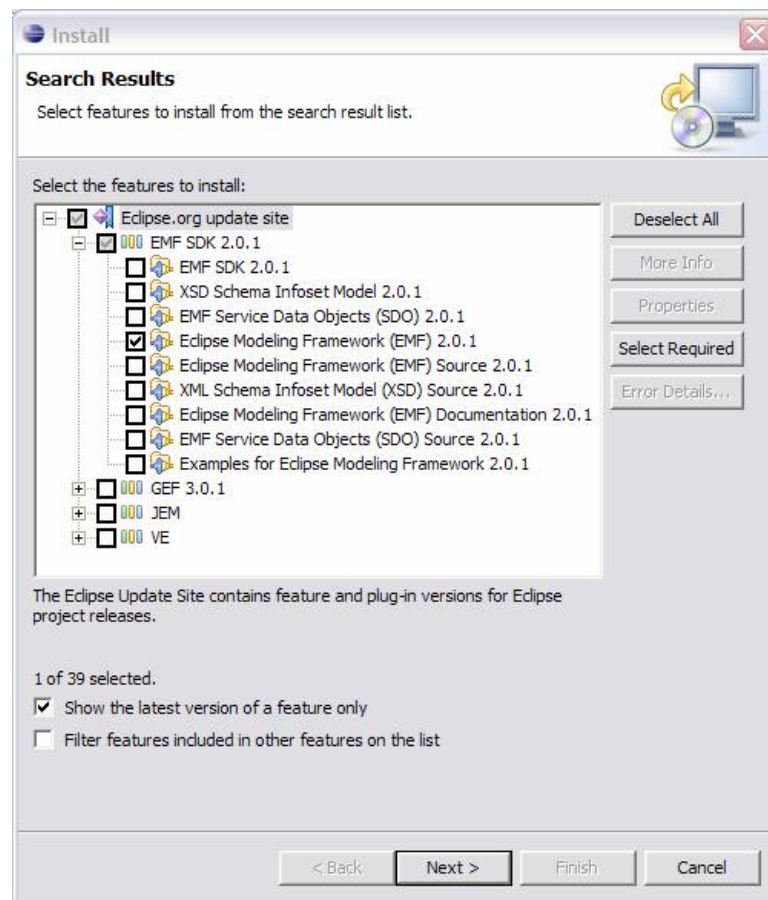 Install
Search Results
Select features to install from the search result list.
Select the features to install:
Eclipse.org update site
EMF SDK 2.0.1
EMF SDK 2.0.1
XSD Schema Infoset Model 2.0.1
EMF Service Data Objects (SDO) 2.0.1
Eclipse Modeling Framework (EMF) 2.0.1
Eclipse Modeling Framework (EMF) Source 2.0.1
XML Schema Infoset Model (XSD) Source 2.0.1
Eclipse Modeling Framework (EMF) Documentation 2.0.1
EMF Service Data Objects (SDO) Source 2.0.1
Examples for Eclipse Modeling Framework 2.0.1
GEF 3.0.1
JEM
VE
Deselect All
More Info
Properties
Select Required
Error Details...
The Eclipse Update Site contains feature and plug-in versions for Eclipse
project releases.
1 of 39 selected.
Show the latest version of a feature only
Filter features included in other features on the list
< Back
Next >
Finish
Cancel